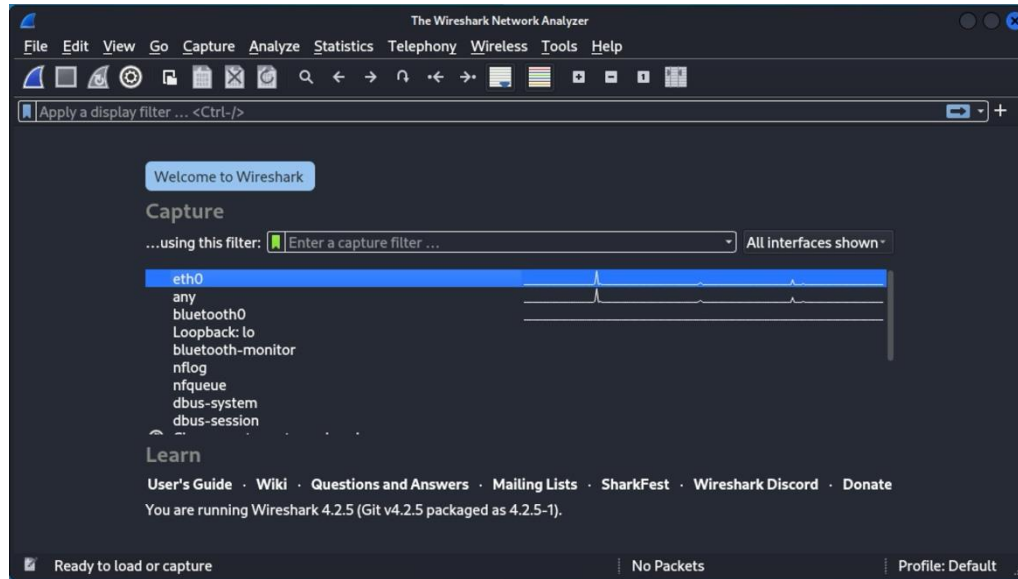 The Wireshark Network Analyzer
File Edit View Go Capture Analyze Statistics Telephony Wireless Tools Help
Apply a display filter ... <Ctrl-/>
Welcome to Wireshark
Capture
...using this filter: Enter a capture filter ... All interfaces shown
eth0
any
bluetooth0
Loopback: lo
bluetooth-monitor
nflog
nfqueue
dbus-system
dbus-session
Learn
User's Guide · Wiki · Questions and Answers · Mailing Lists · SharkFest · Wireshark Discord · Donate
You are running Wireshark 4.2.5 (Git v4.2.5 packaged as 4.2.5-1).
Ready to load or capture No Packets Profile: Default